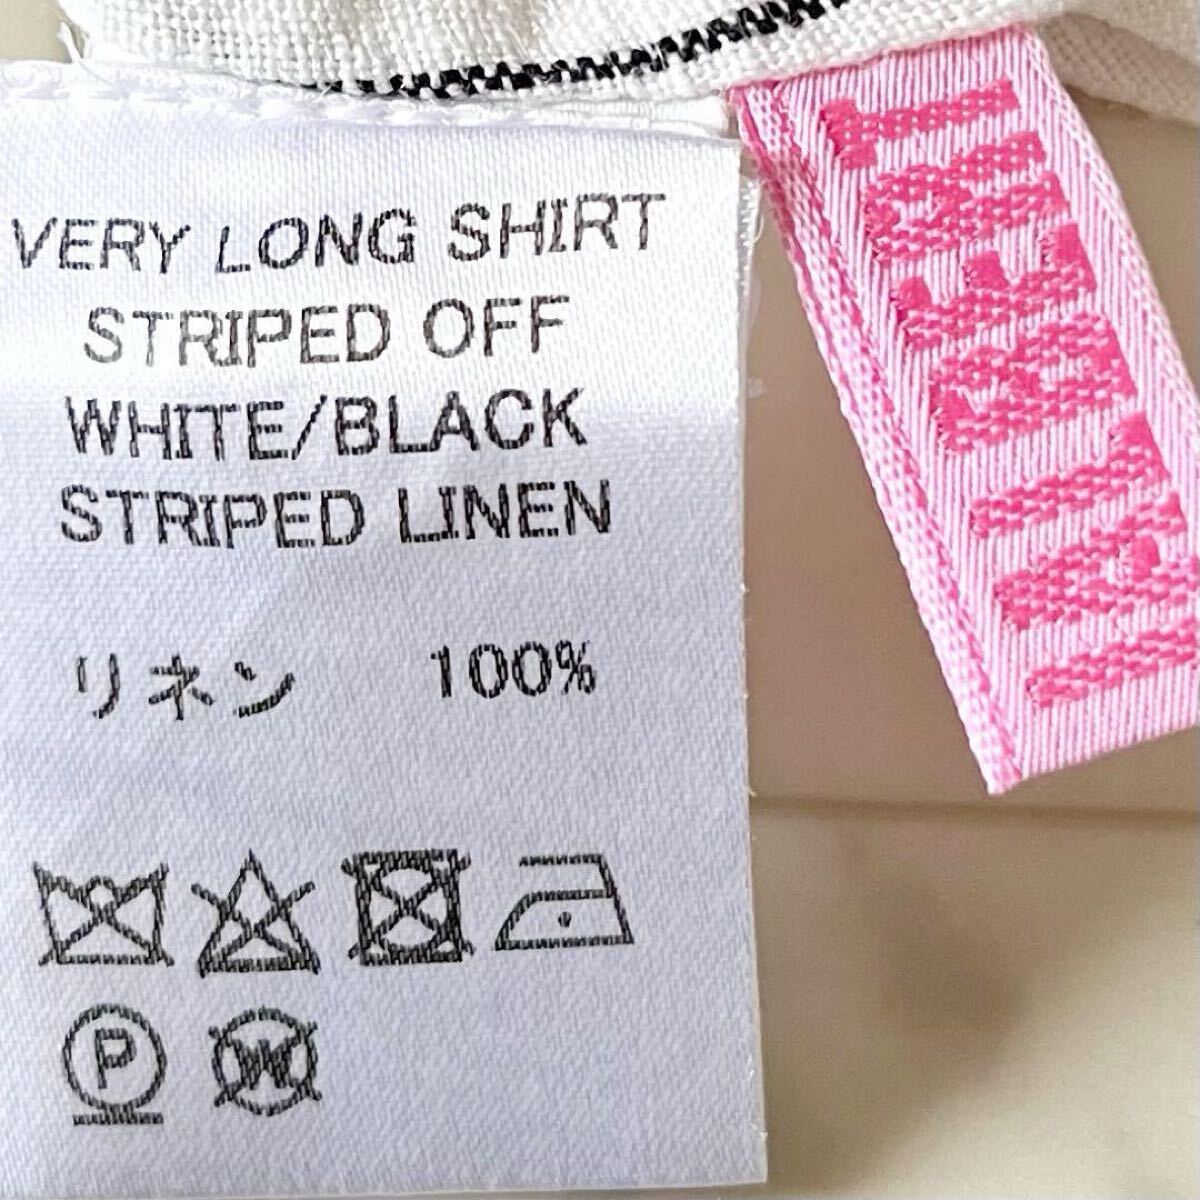 VERY LONG SHIRT
STRIPED OFF
WHITE/BLACK
STRIPED LINEN
リネン 100%
P
W